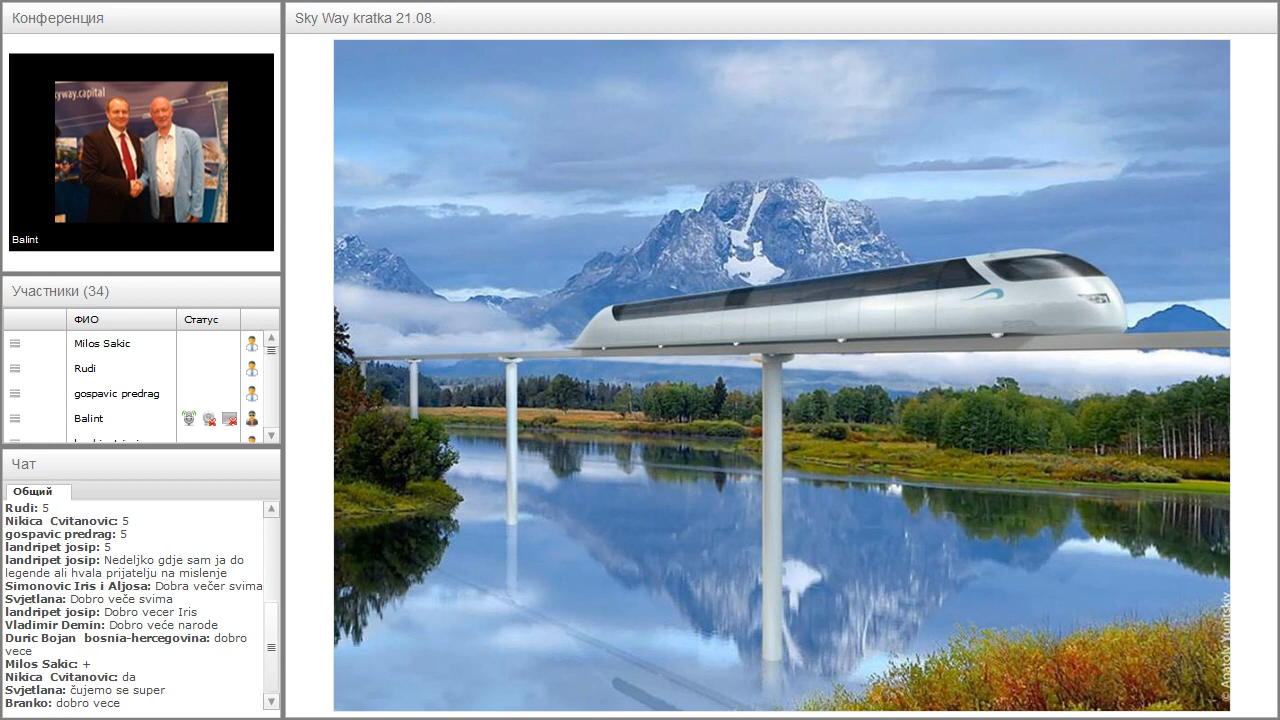 Конференция
Sky Way kratka 21.08.
yway.capital
Balint
Участники (34)
ФИО
Статус
Milos Sakic
Rudi
gospavic predrag
Balint
Чат
Общий
Rudi: 5
Nikica Cvitanovic: 5
gospavic predrag: 5
landripet josip: 5
landripet josip: Nedeljko gdje sam ja do
legende ali hvala prijatelju na mislenje
Simonovic Iris i Aljosa: Dobra večer svima
Svjetlana: Dobro veče svima
landripet josip: Dobro vecer Iris
Vladimir Demin: Dobro veće narode
Duric Bojan bosnia-hercegovina: dobro
vece
Milos Sakic: +
Nikica Cvitanovic: da
Svjetlana: čujemo se super
Branko: dobro vece
© Anatoly Yunitskiy